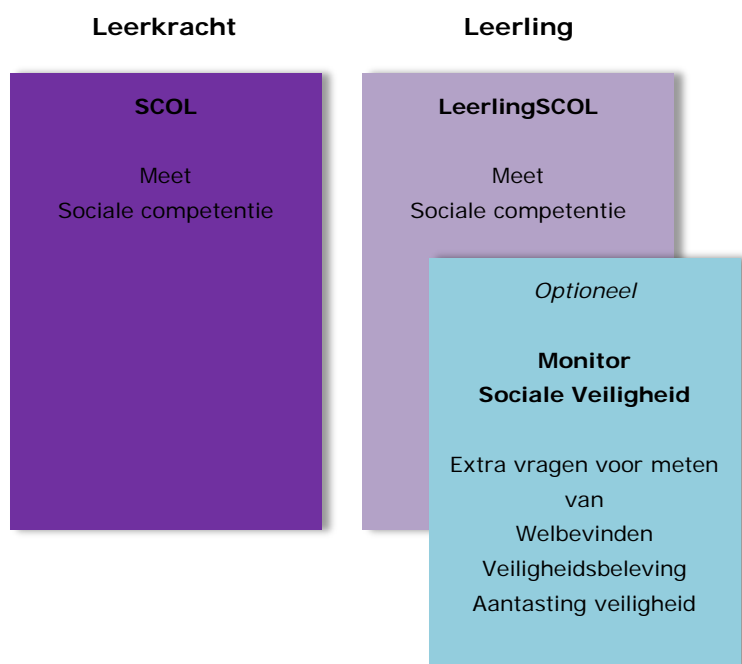 Leerkracht
SCOL
Meet
Sociale competentie
Leerling
LeerlingSCOL
Meet
Sociale competentie
Optioneel
Monitor
Sociale Veiligheid
Extra vragen voor meten
van
Welbevinden
Veiligheidsbeleving
Aantasting veiligheid